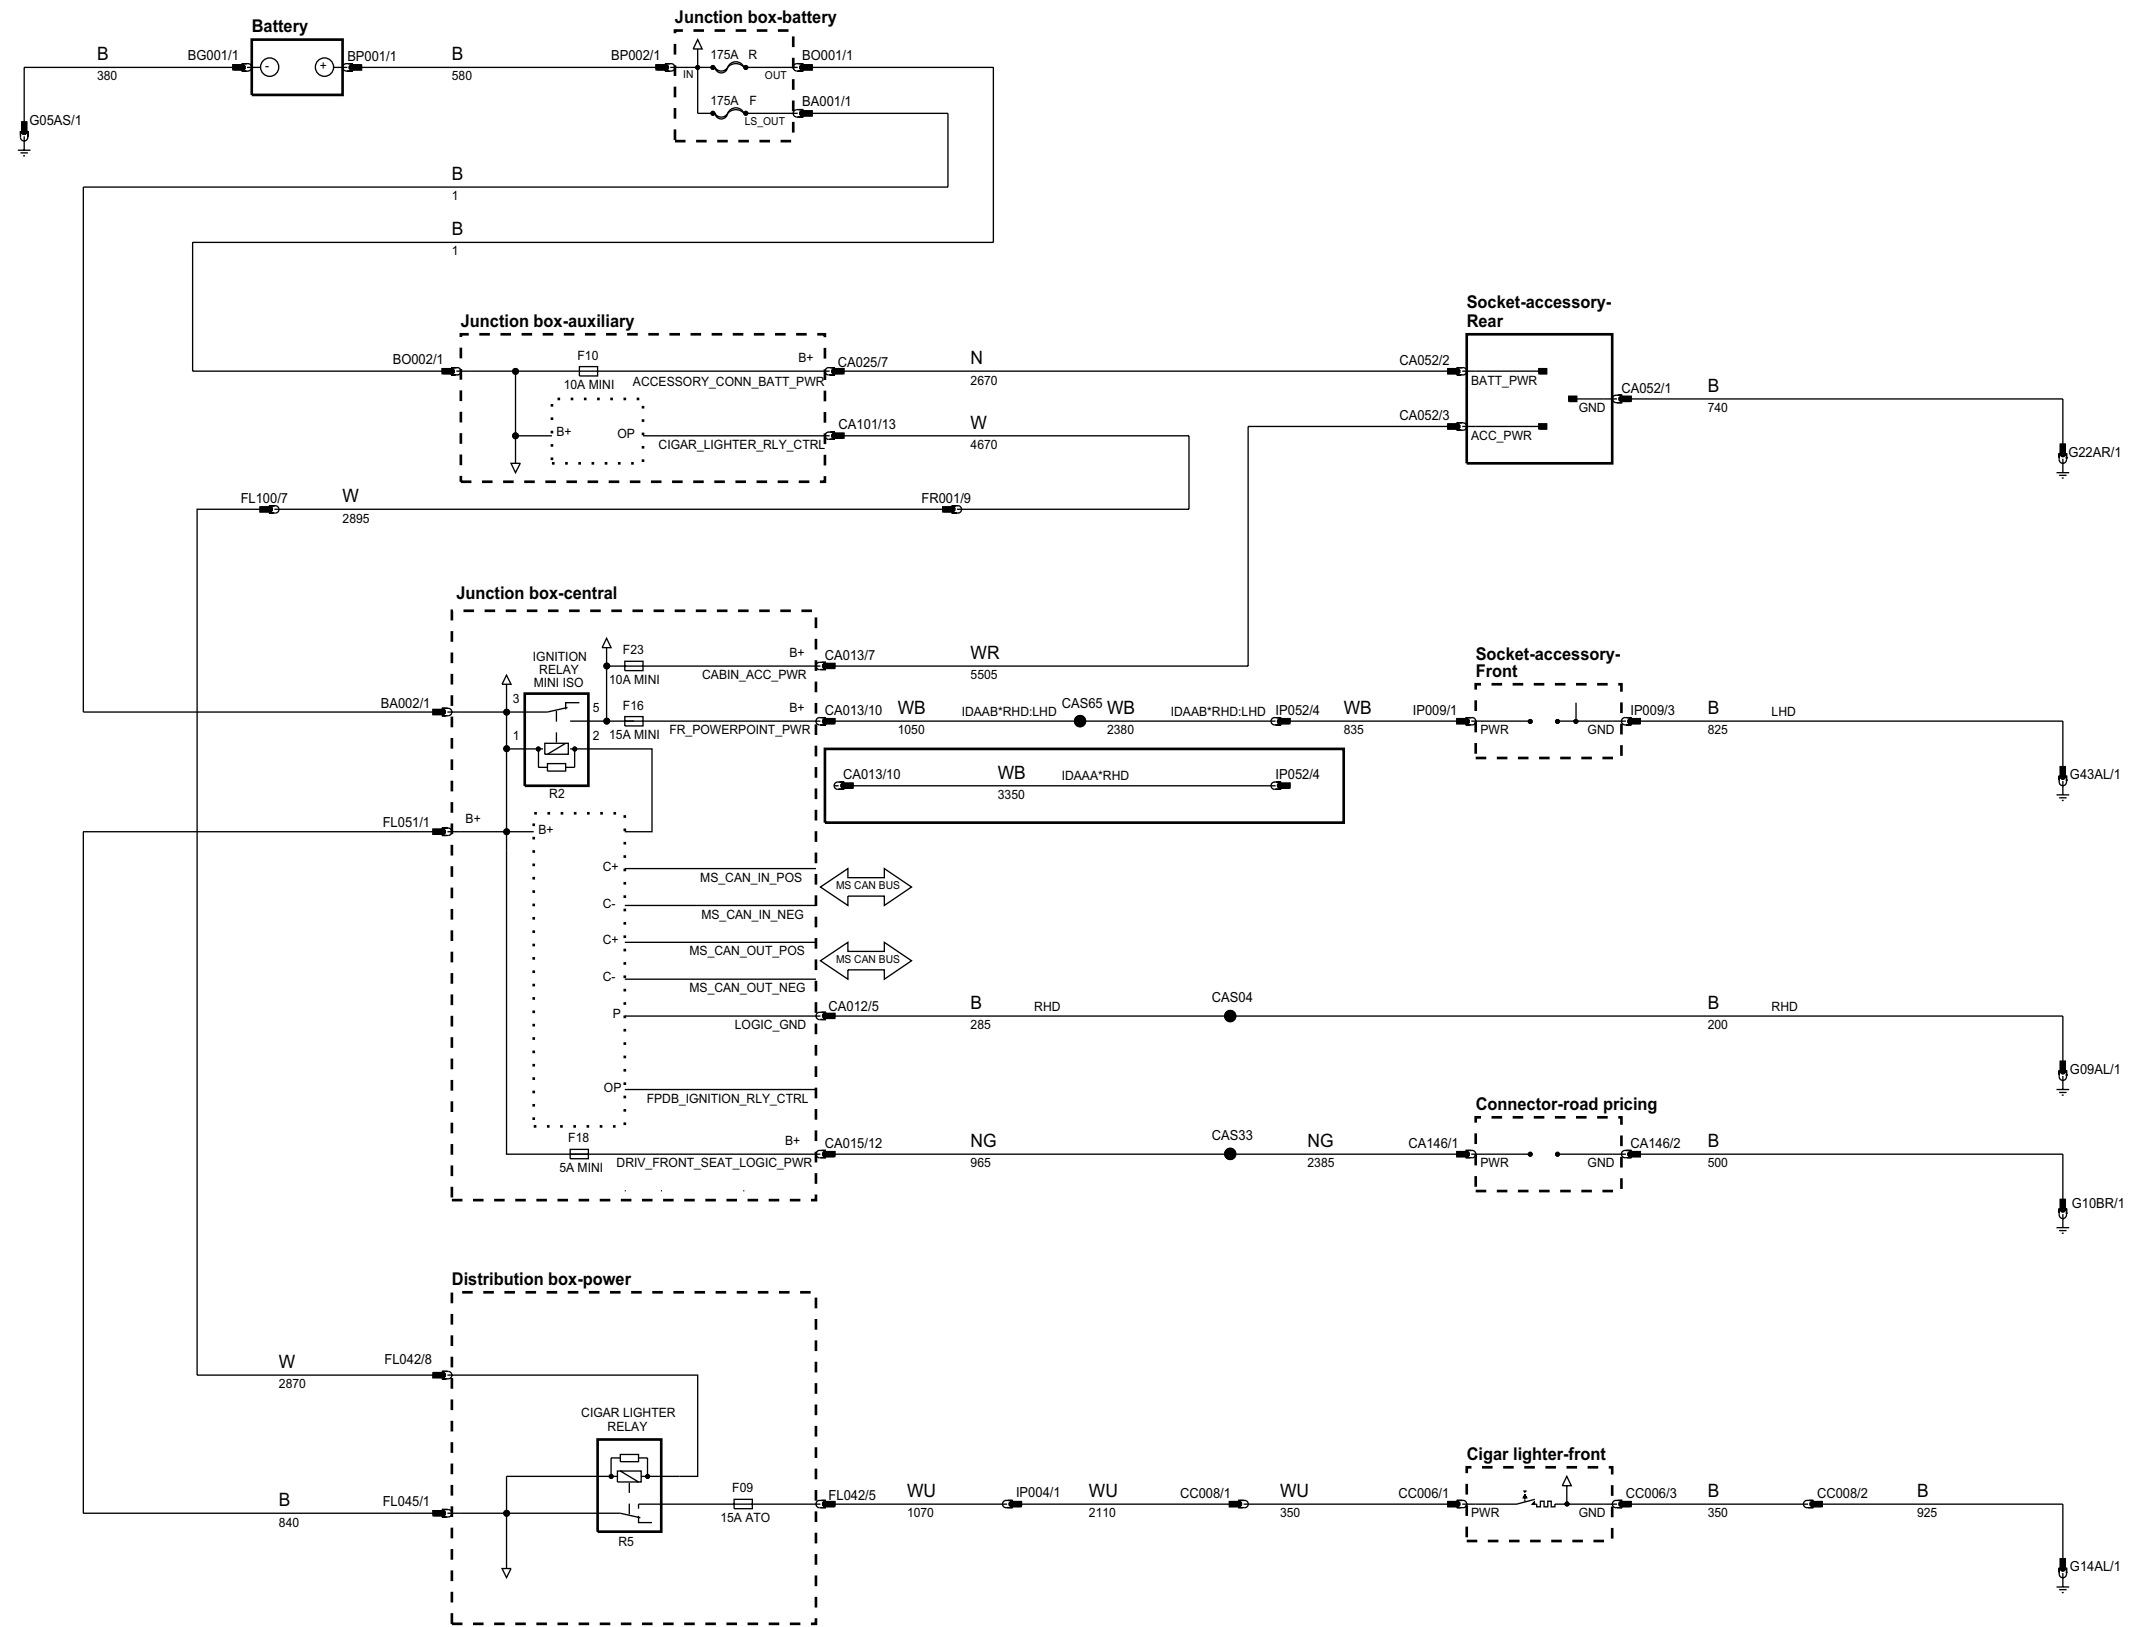 Battery
Junction box-battery
B
380
BG001/1
-
+
BP001/1
B
580
BP002/1
IN
175A R
OUT
BO001/1
175A F
LS_OUT
BA001/1
G05AS/1
B
1
B
1
Junction box-auxiliary
BO002/1
F10
10A MINI
B+
ACCESSORY_CONN_BATT_PWR
CA025/7
N
2670
B+
OP
CIGAR_LIGHTER_RLY_CTRL
CA101/13
W
4670
Socket-accessory-
Rear
CA052/2
BATT_PWR
CA052/3
ACC_PWR
GND
CA052/1
B
740
G22AR/1
FL100/7
W
2895
FR001/9
Junction box-central
IGNITION
RELAY
MINI ISO
BA002/1
3
5
1
2
R2
F23
10A MINI
B+
CABIN_ACC_PWR
CA013/7
WR
5505
F16
15A MINI
B+
FR_POWERPOINT_PWR
CA013/10
WB
1050
IDAAB*RHD:LHD
CAS65
WB
2380
IDAAB*RHD:LHD
IP052/4
WB
835
IP009/1
Socket-accessory-
Front
PWR
GND
IP009/3
B
825
LHD
G43AL/1
CA013/10
WB
3350
IDAAA*RHD
IP052/4
FL051/1
B+
B+
C+
MS_CAN_IN_POS
C-
MS_CAN_IN_NEG
MS CAN BUS
C+
MS_CAN_OUT_POS
C-
MS_CAN_OUT_NEG
MS CAN BUS
P
LOGIC_GND
CA012/5
B
285
RHD
CAS04
B
200
RHD
G09AL/1
OP
FPDB_IGNITION_RLY_CTRL
F18
5A MINI
B+
DRIV_FRONT_SEAT_LOGIC_PWR
CA015/12
NG
965
CAS33
NG
2385
CA146/1
Connector-road pricing
PWR
GND
CA146/2
B
500
G10BR/1
Distribution box-power
W
2870
FL042/8
CIGAR LIGHTER
RELAY
R5
B
840
FL045/1
F09
15A ATO
FL042/5
WU
1070
IP004/1
WU
2110
CC008/1
WU
350
CC006/1
Cigar lighter-front
PWR
GND
CC006/3
B
350
CC008/2
B
925
G14AL/1